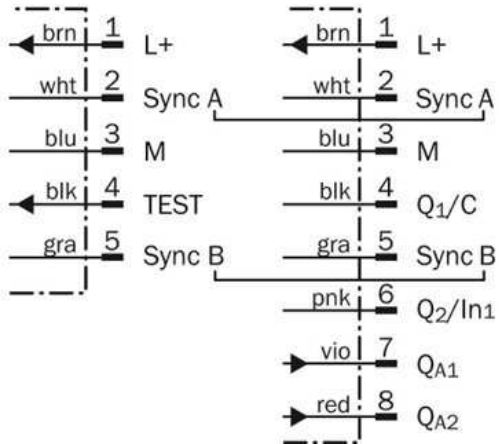 brn 1 L+
wht 2 Sync A
blu 3 M
blk 4 TEST
gra 5 Sync B
brn 1 L+
wht 2 Sync A
blu 3 M
blk 4 Q1/C
gra 5 Sync B
pnk 6 Q2/In1
vio 7 QA1
red 8 QA2